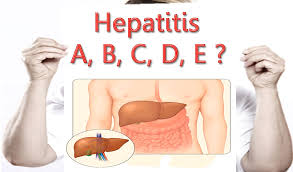 Hepatitis
A, B, C, D, E ?